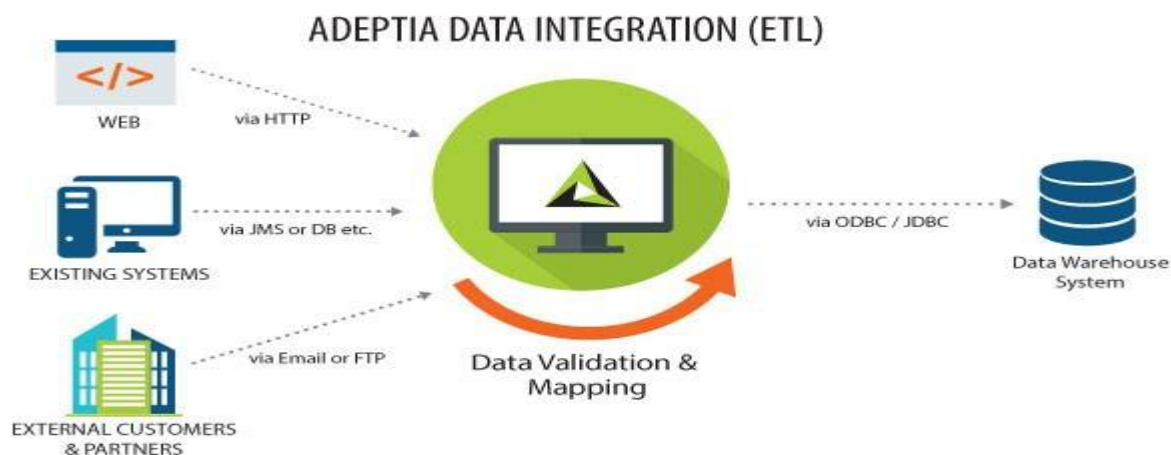 ADEPTIA DATA INTEGRATION (ETL)
</>
WEB
via HTTP
EXISTING SYSTEMS
via JMS or DB etc.
EXTERNAL CUSTOMERS
& PARTNERS
via Email or FTP
Data Validation &
Mapping
via ODBC / JDBC
Data Warehouse
System